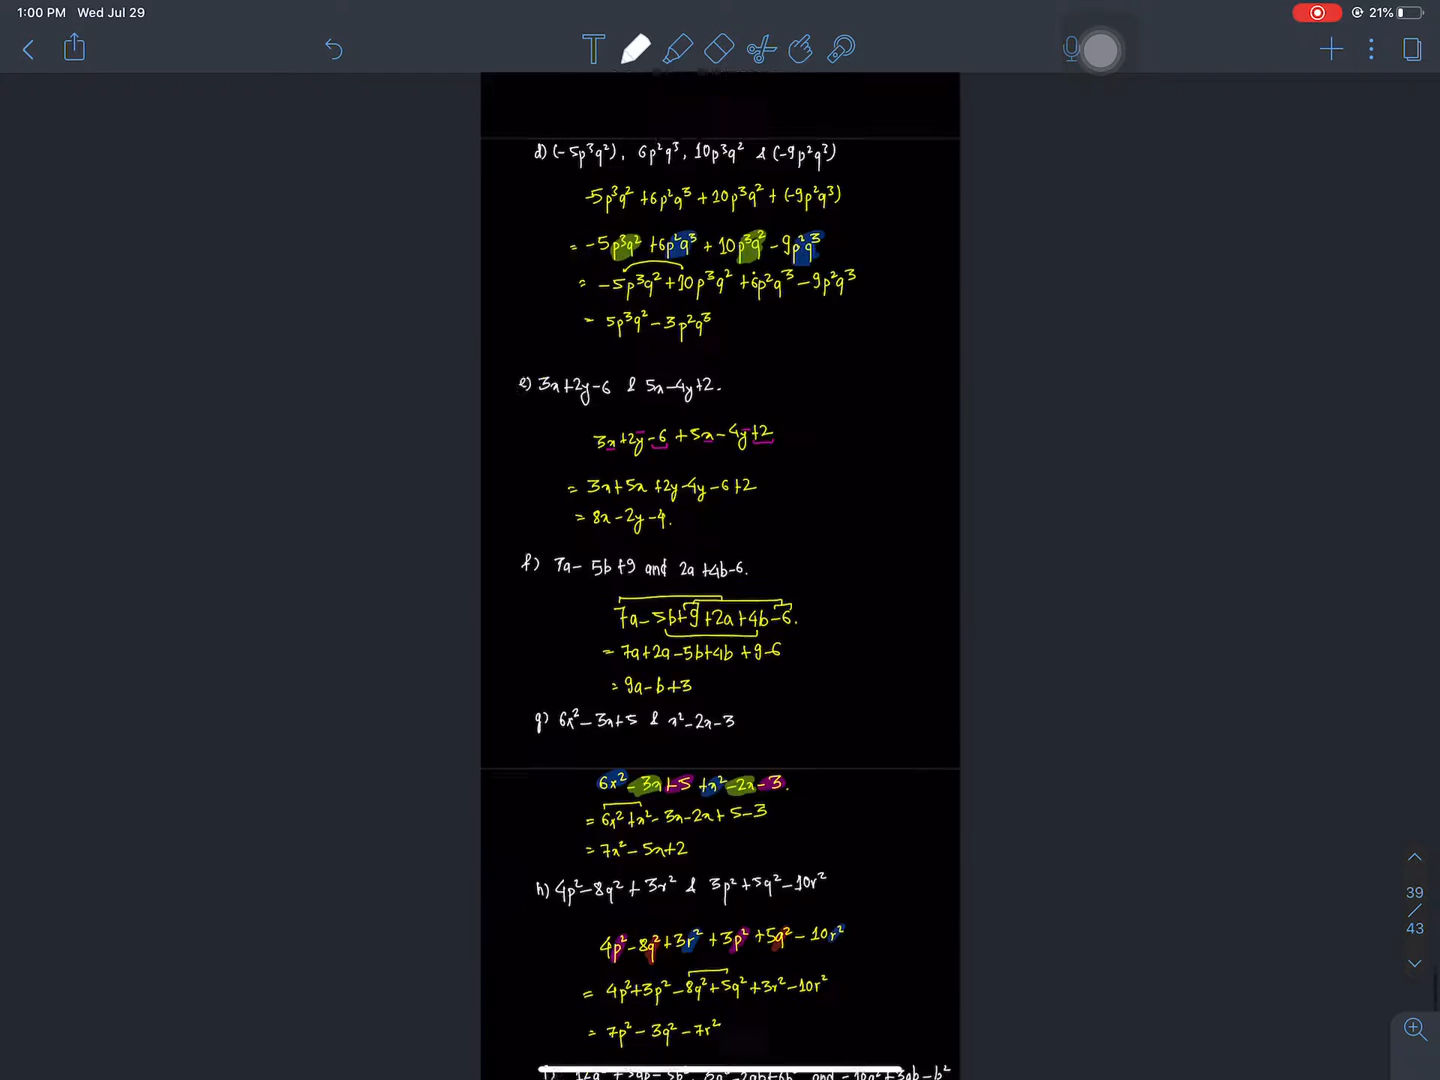 1:00 PM Wed Jul 29
21%
d) (-5p³q²), 6p²q³, 10p³q² & (-9p²q³)
-5p³q² + 6p²q³ + 10p³q² + (-9p²q³)
= -5p³q² + 6p²q³ + 10p³q² - 9p²q³
= -5p³q² + 10p³q² + 6p²q³ - 9p²q³
= 5p³q² - 3p²q³
e) 3x+2y-6 & 5x-4y+2.
3x+2y-6+5x-4y+2
= 3x+5x+2y-4y-6+2
= 8x-2y-4.
f) 7a-5b+9 and 2a+4b-6.
7a-5b+9+2a+4b-6.
= 7a+2a-5b+4b+9-6
= 9a-b+3
g) 6x²-3x+5 & x²-2x-3
6x²-3x+5+x²-2x-3.
= 6x²+x²-3x-2x+5-3
= 7x²-5x+2
h) 4p²-8q²+3r² & 3p²+5q²-10r²
4p²-8q²+3r²+3p²+5q²-10r²
= 4p²+3p²-8q²+5q²+3r²-10r²
= 7p²-3q²-7r²
39
/
43